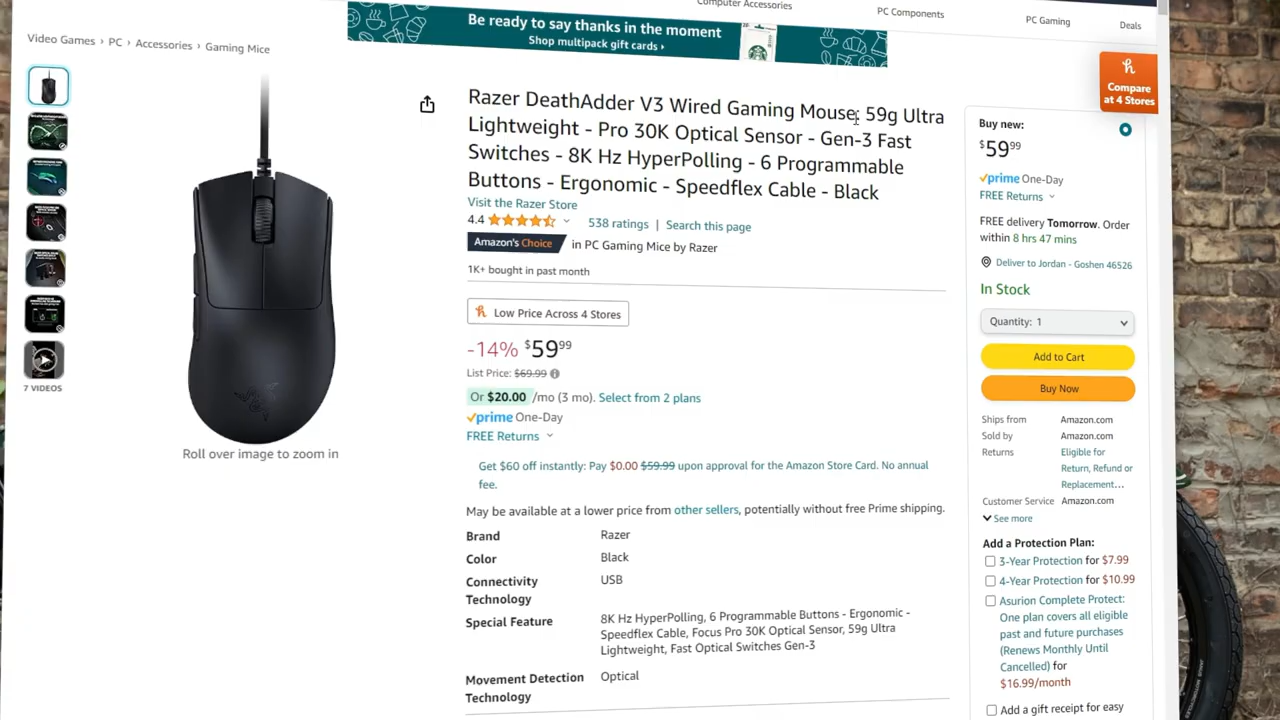 Computer Accessories
PC Components
PC Gaming
Deals
Be ready to say thanks in the moment
Shop multipack gift cards ›
Video Games › PC › Accessories › Gaming Mice
Compare
at 4 Stores
Razer DeathAdder V3 Wired Gaming Mouse: 59g Ultra
Lightweight - Pro 30K Optical Sensor - Gen-3 Fast
Switches - 8K Hz HyperPolling - 6 Programmable
Buttons - Ergonomic - Speedflex Cable - Black
Visit the Razer Store
4.4
538 ratings | Search this page
Amazon's Choice in PC Gaming Mice by Razer
1K+ bought in past month
Low Price Across 4 Stores
-14% $59 99
List Price: $69.99
Or $20.00 /mo (3 mo). Select from 2 plans
prime One-Day
FREE Returns
Get $60 off instantly: Pay $0.00 $59.99 upon approval for the Amazon Store Card. No annual
fee.
May be available at a lower price from other sellers, potentially without free Prime shipping.
Brand Razer
Color Black
Connectivity USB
Technology
Special Feature 8K Hz HyperPolling, 6 Programmable Buttons - Ergonomic -
Speedflex Cable, Focus Pro 30K Optical Sensor, 59g Ultra
Lightweight, Fast Optical Switches Gen-3
Movement Detection Optical
Technology
7 VIDEOS
Roll over image to zoom in
Buy new:
$59 99
prime One-Day
FREE Returns
FREE delivery Tomorrow. Order
within 8 hrs 47 mins
Deliver to Jordan - Goshen 46526
In Stock
Quantity: 1
Add to Cart
Buy Now
Ships from Amazon.com
Sold by Amazon.com
Returns Eligible for
Return, Refund or
Replacement...
Customer Service Amazon.com
See more
Add a Protection Plan:
3-Year Protection for $7.99
4-Year Protection for $10.99
Asurion Complete Protect:
One plan covers all eligible
past and future purchases
(Renews Monthly Until
Cancelled) for
$16.99/month
Add a gift receipt for easy